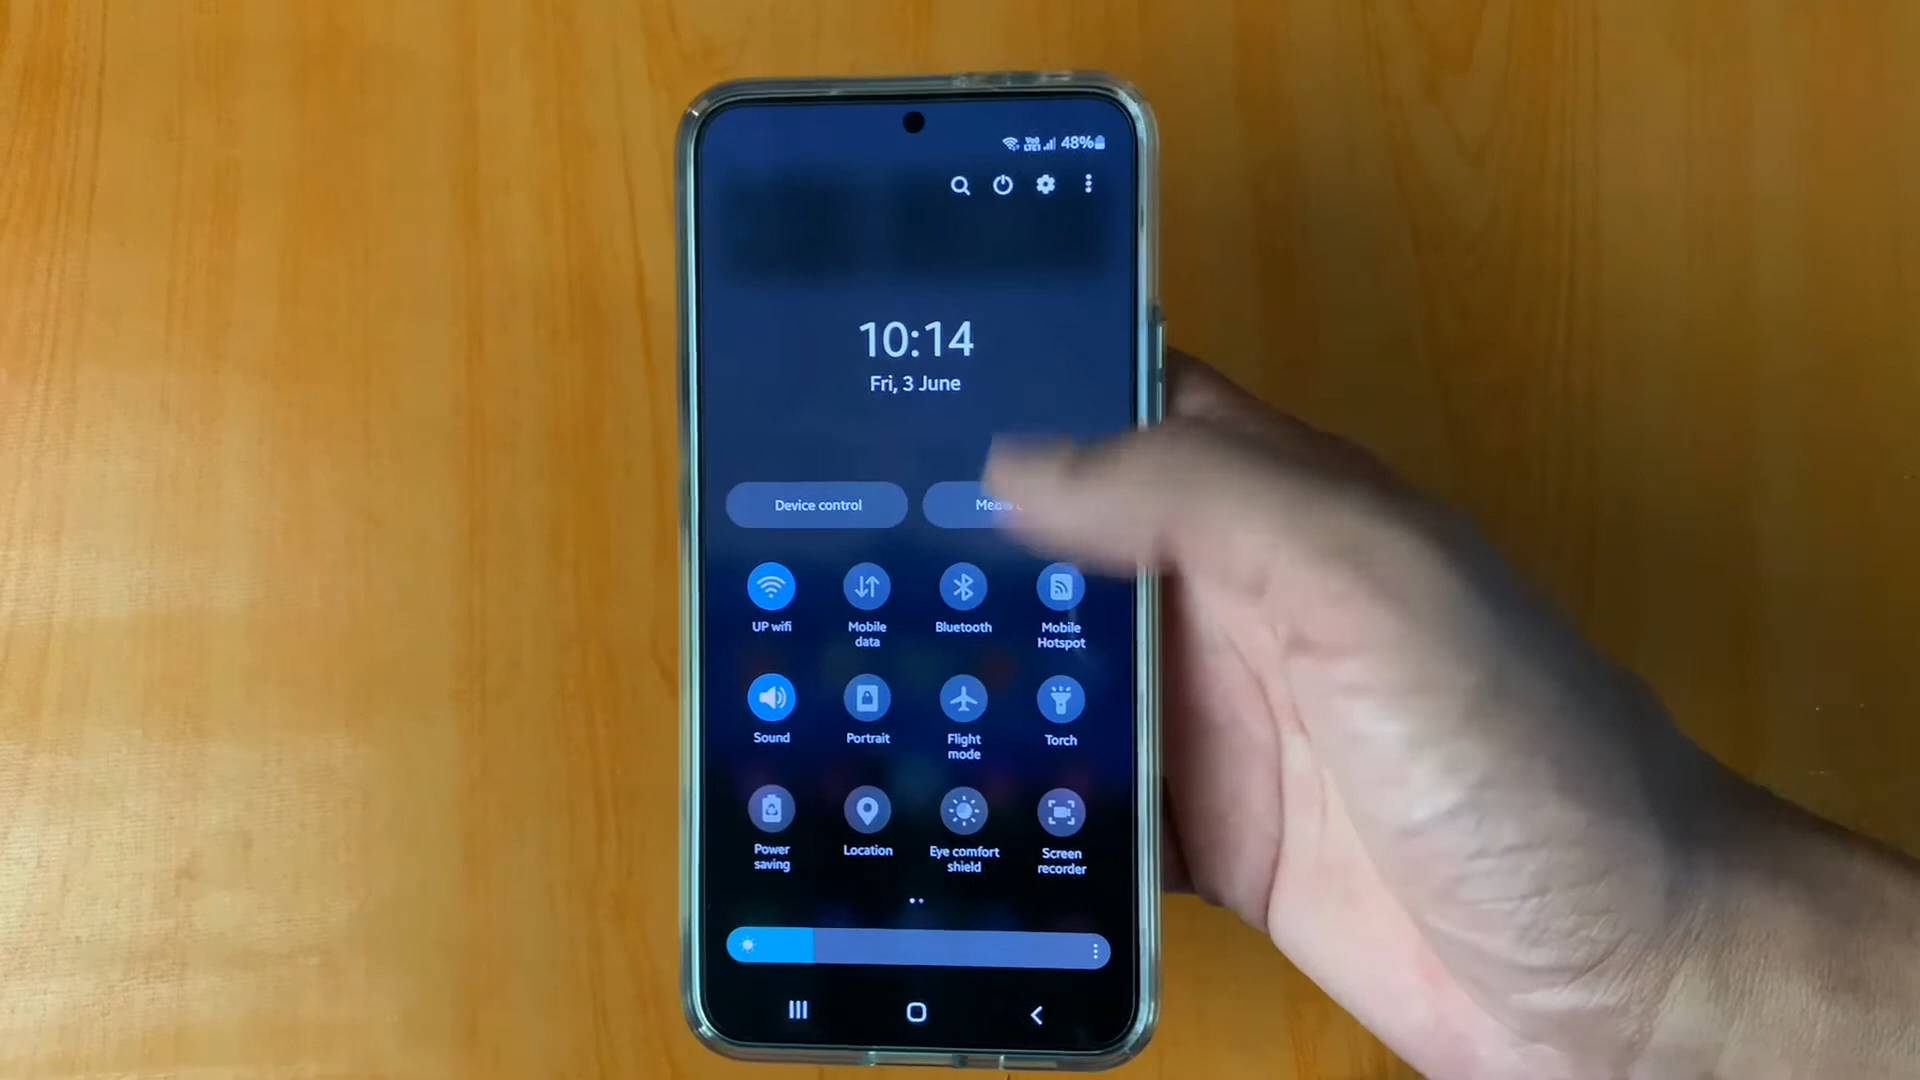 48%
10:14
Fri, 3 June
Device control
UP wifi
Mobile
data
Bluetooth
Mobile
Hotspot
Sound
Portrait
Flight
mode
Torch
Power
saving
Location
Eye comfort
shield
Screen
recorder